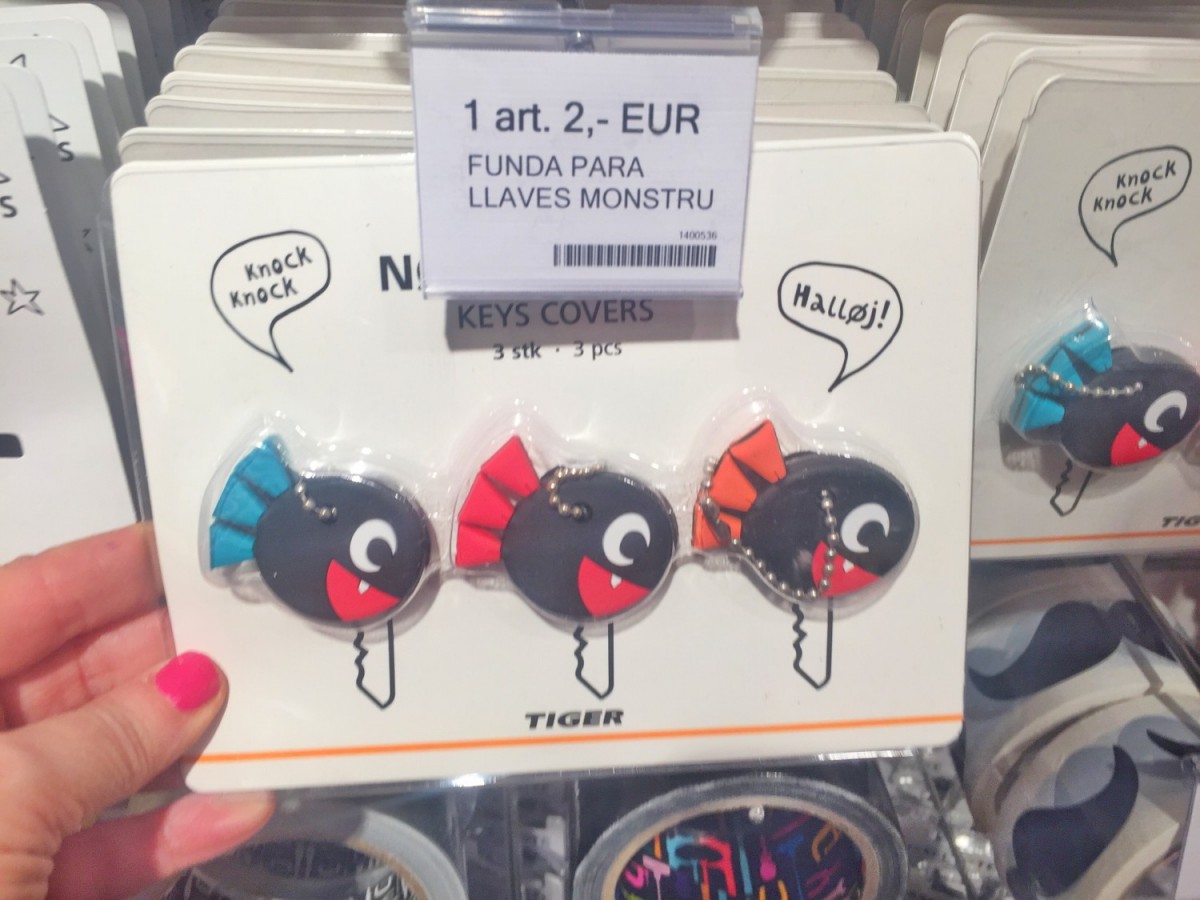 1 art. 2,- EUR
FUNDA PARA
LLAVES MONSTRU
1400536
Knock
Knock
KEYS COVERS
3 stk · 3 pcs
Halløj!
TIGER
Knock
Knock